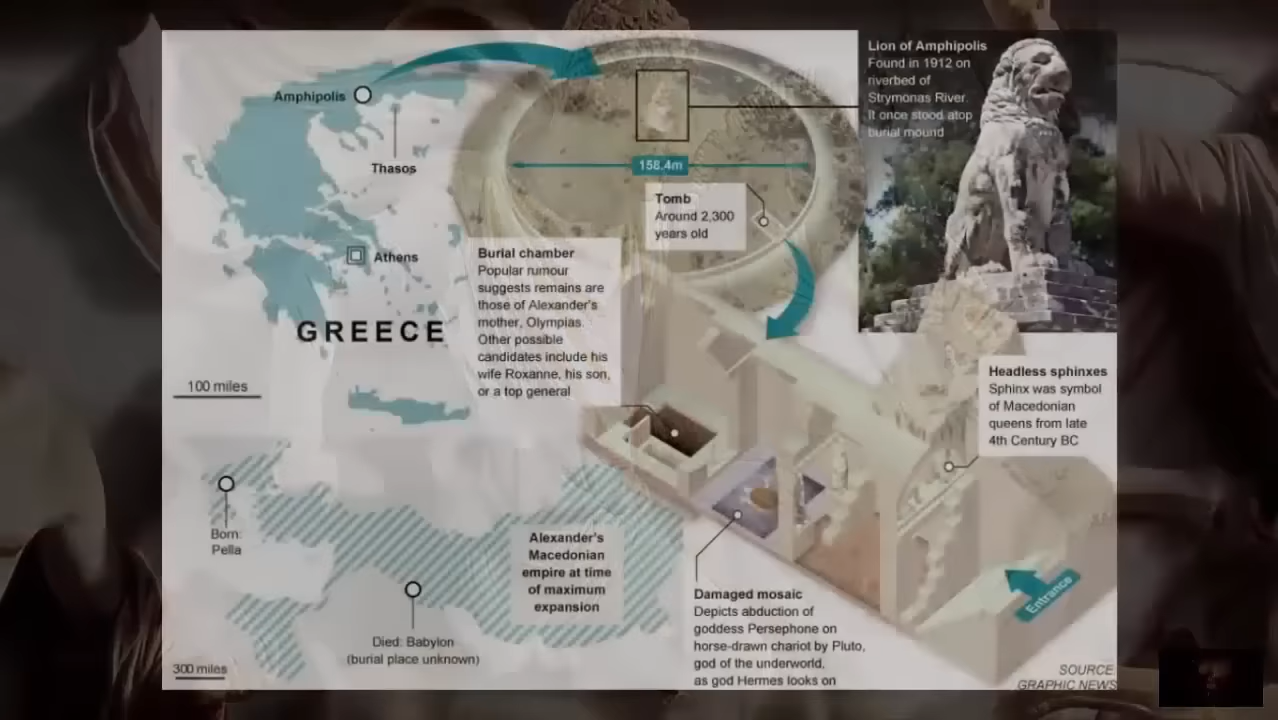 Amphipolis
Thasos
Athens
GREECE
100 miles
158.4m
Tomb
Around 2,300
years old
Lion of Amphipolis
Found in 1912 on
riverbed of
Strymonas River.
It once stood atop
burial mound
Burial chamber
Popular rumour
suggests remains are
those of Alexander's
mother, Olympias.
Other possible
candidates include his
wife Roxanne, his son,
or a top general
Headless sphinxes
Sphinx was symbol
of Macedonian
queens from late
4th Century BC
Born:
Pella
Alexander's
Macedonian
empire at time
of maximum
expansion
Died: Babylon
(burial place unknown)
300 miles
Damaged mosaic
Depicts abduction of
goddess Persephone on
horse-drawn chariot by Pluto,
god of the underworld,
as god Hermes looks on
Entrance
SOURCE:
GRAPHIC NEWS